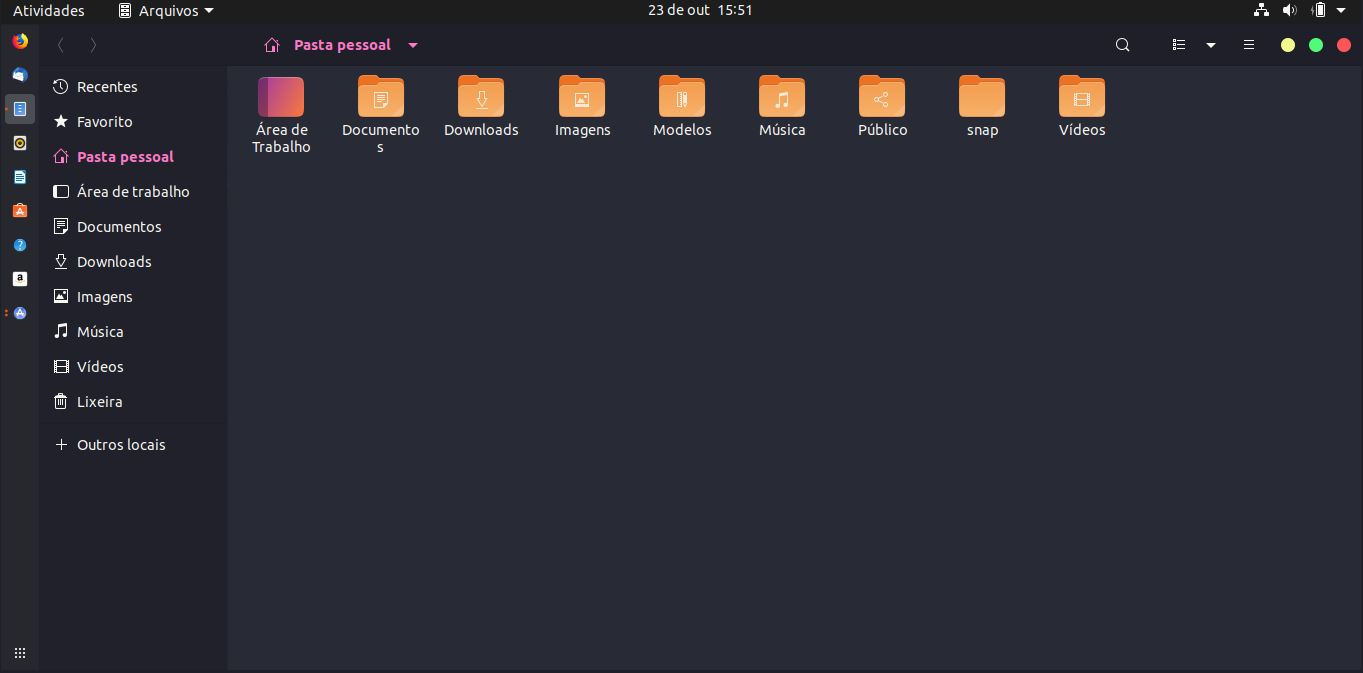 Atividades
Arquivos
23 de out 15:51
Pasta pessoal
Recentes
Favorito
Pasta pessoal
Área de trabalho
Documentos
Downloads
Imagens
Música
Vídeos
Lixeira
Outros locais
Área de
Trabalho
Documento
s
Downloads
Imagens
Modelos
Música
Público
snap
Vídeos